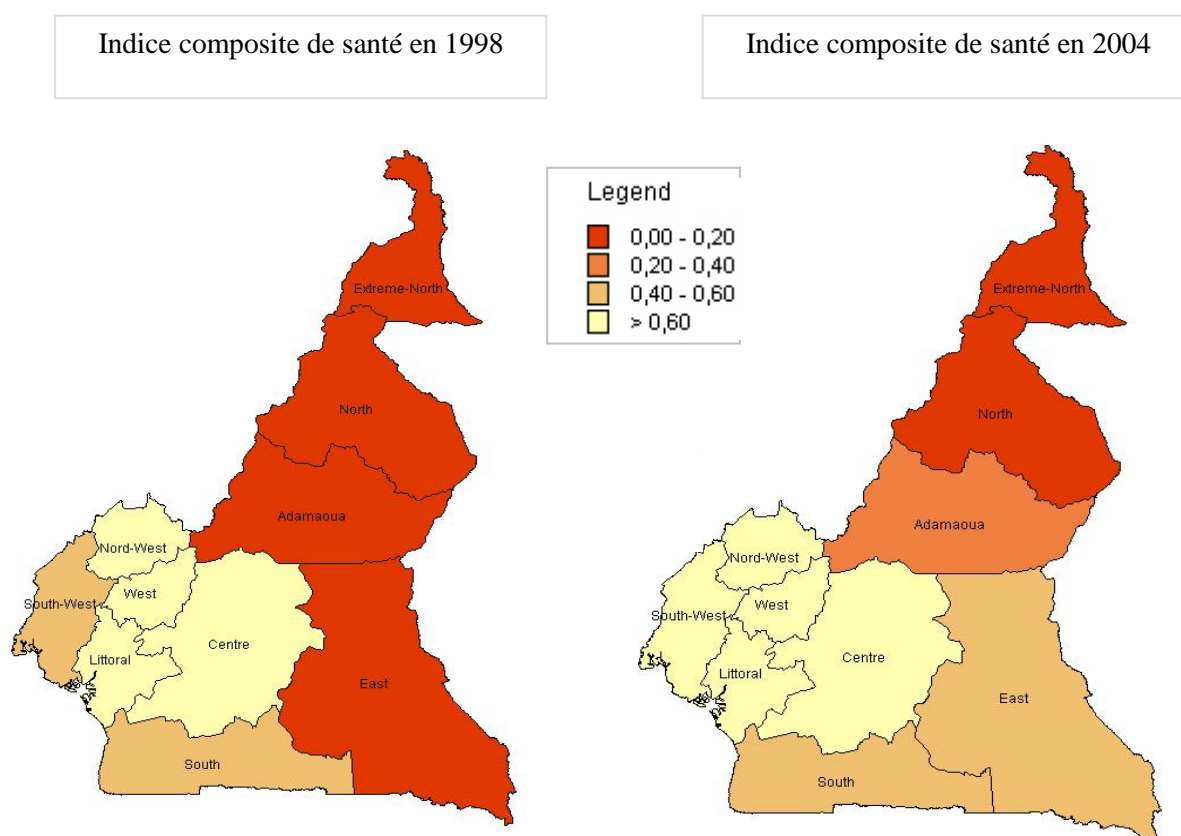 Indice composite de santé en 1998
Indice composite de santé en 2004
Legend
0,00 - 0,20
0,20 - 0,40
0,40 - 0,60
> 0,60
Extreme-North
North
Adamaoua
Nord-West
South-West
West
Littoral
Centre
East
South
Extreme-North
North
Adamaoua
Nord-West
South-West
West
Littoral
Centre
East
South